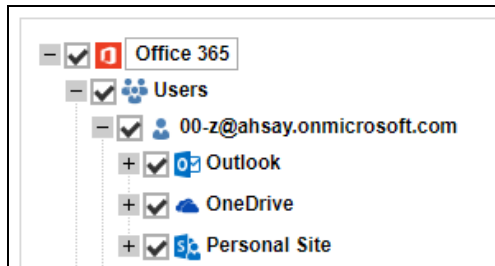 Office 365
Users
00-z@ahsay.onmicrosoft.com
Outlook
OneDrive
Personal Site